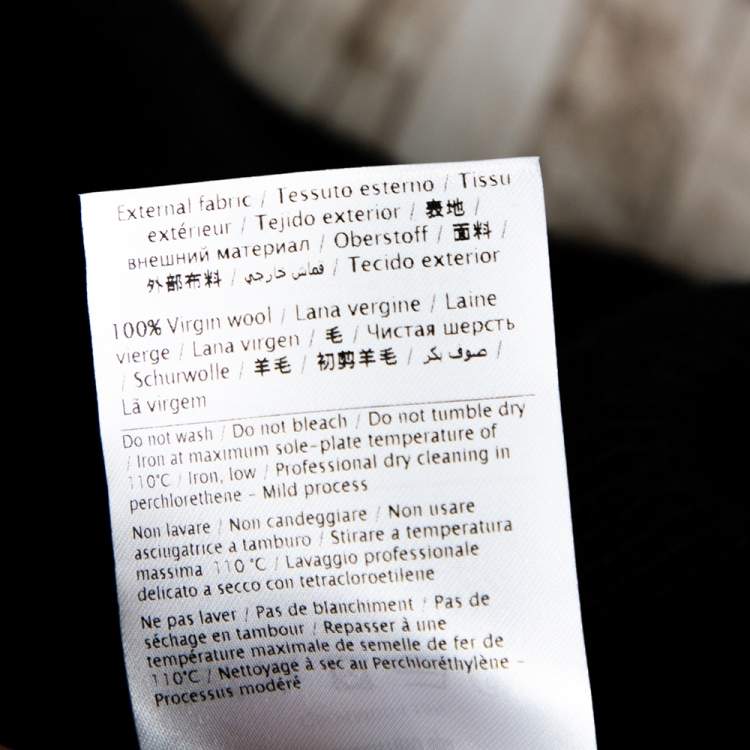 External fabric / Tessuto esterno / Tissu
extérieur / Tejido exterior / 表地 /
внешний материал / Oberstoff / 面料 /
外部布料 / قماش خارجي / Tecido exterior
100% Virgin wool / Lana vergine / Laine
vierge / Lana virgen / 毛 / Чистая шерсть
/ Schurwolle / 羊毛 / 初剪羊毛 / صوف بكر /
Lã virgem
Do not wash / Do not bleach / Do not tumble dry
/ Iron at maximum sole-plate temperature of
110°C / Iron, low / Professional dry cleaning in
perchlorethene - Mild process
Non lavare / Non candeggiare / Non usare
asciugatrice a tamburo / Stirare a temperatura
massima 110 °C / Lavaggio professionale
delicato a secco con tetracloroetilene
Ne pas laver / Pas de blanchiment / Pas de
séchage en tambour / Repasser à une
température maximale de semelle de fer de
110°C / Nettoyage à sec au Perchloréthylène -
Processus modéré